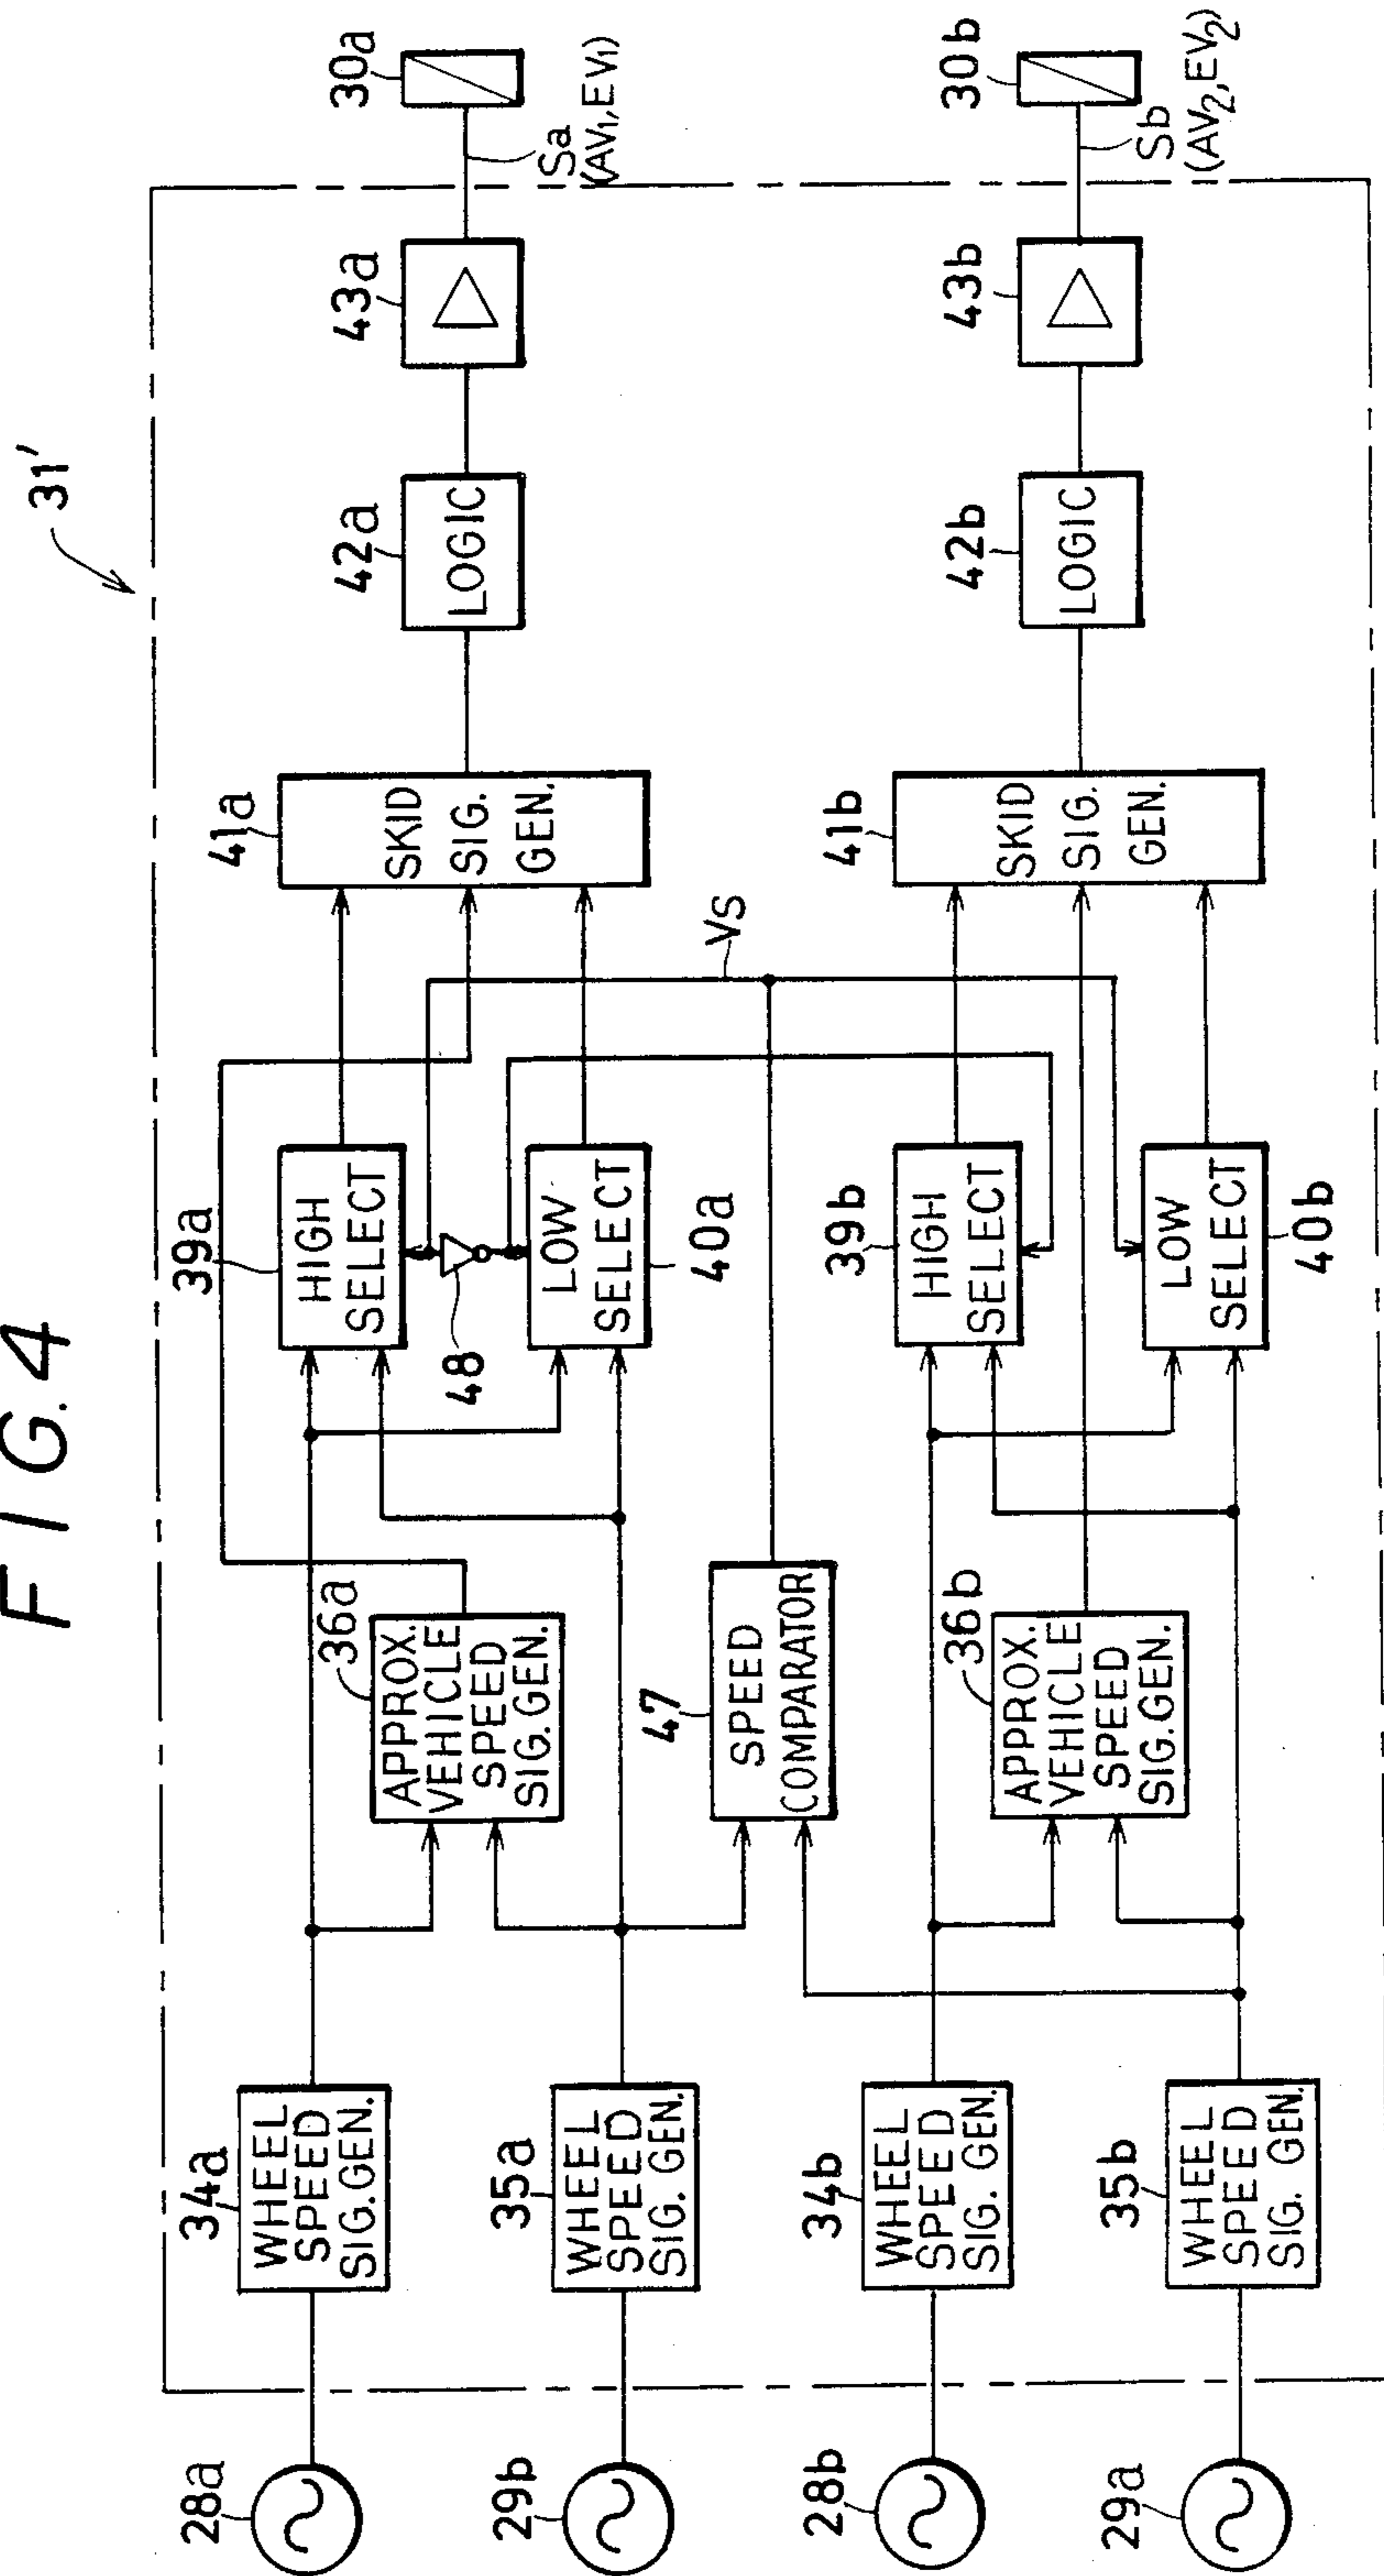 FIG. 4
31'
28a
34a
WHEEL
SPEED
SIG. GEN.
29b
35a
WHEEL
SPEED
SIG. GEN.
28b
34b
WHEEL
SPEED
SIG. GEN.
29a
35b
WHEEL
SPEED
SIG. GEN.
36a
APPROX.
VEHICLE
SPEED
SIG. GEN.
47
SPEED
COMPARATOR
36b
APPROX.
VEHICLE
SPEED
SIG. GEN.
39a
HIGH
SELECT
48
LOW
SELECT
40a
39b
HIGH
SELECT
LOW
SELECT
40b
VS
41a
SKID
SIG.
GEN.
41b
SKID
SIG.
GEN.
42a
LOGIC
42b
LOGIC
43a
43b
30a
Sa
(AV1, EV1)
30b
Sb
(AV2, EV2)